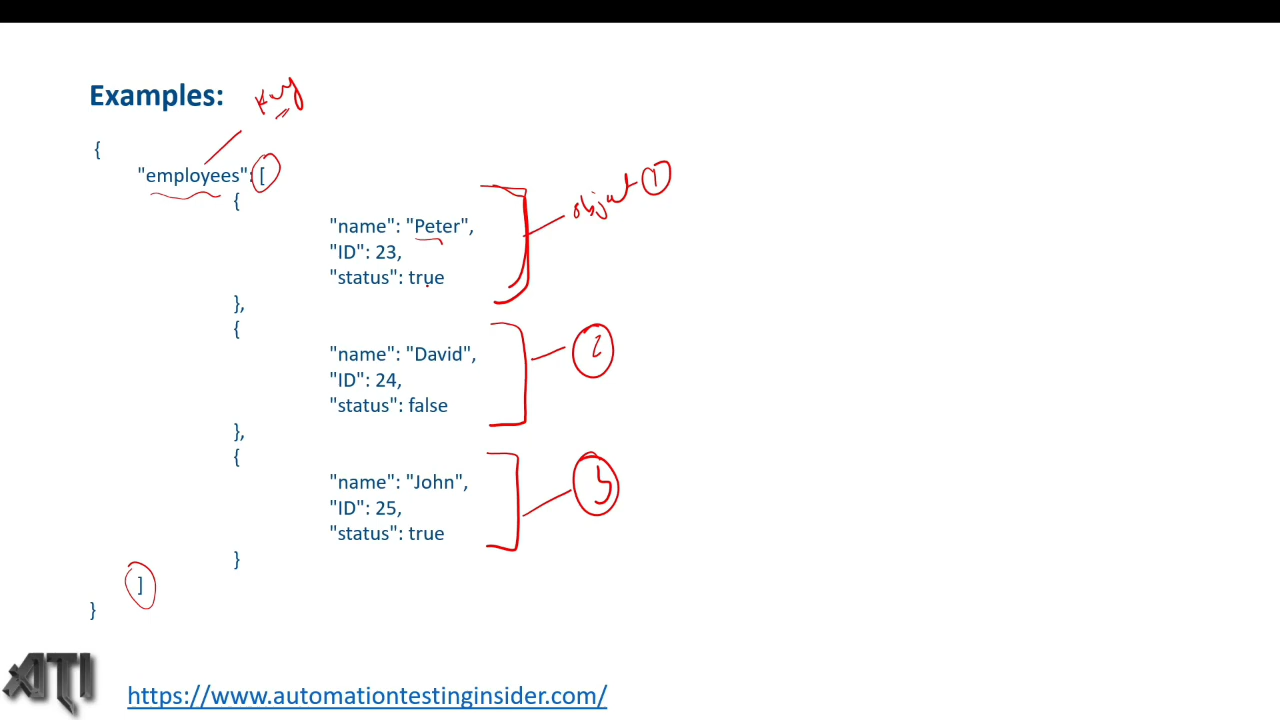 Examples:
Key
{
"employees": [
{
"name": "Peter",
"ID": 23,
"status": true
object 1
},
{
"name": "David",
"ID": 24,
"status": false
2
},
{
"name": "John",
"ID": 25,
"status": true
3
}
]
}
ATI
https://www.automationtestinginsider.com/